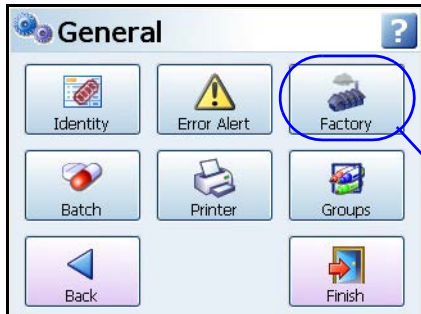 General
?
Identity
Error Alert
Factory
Batch
Printer
Groups
Back
Finish